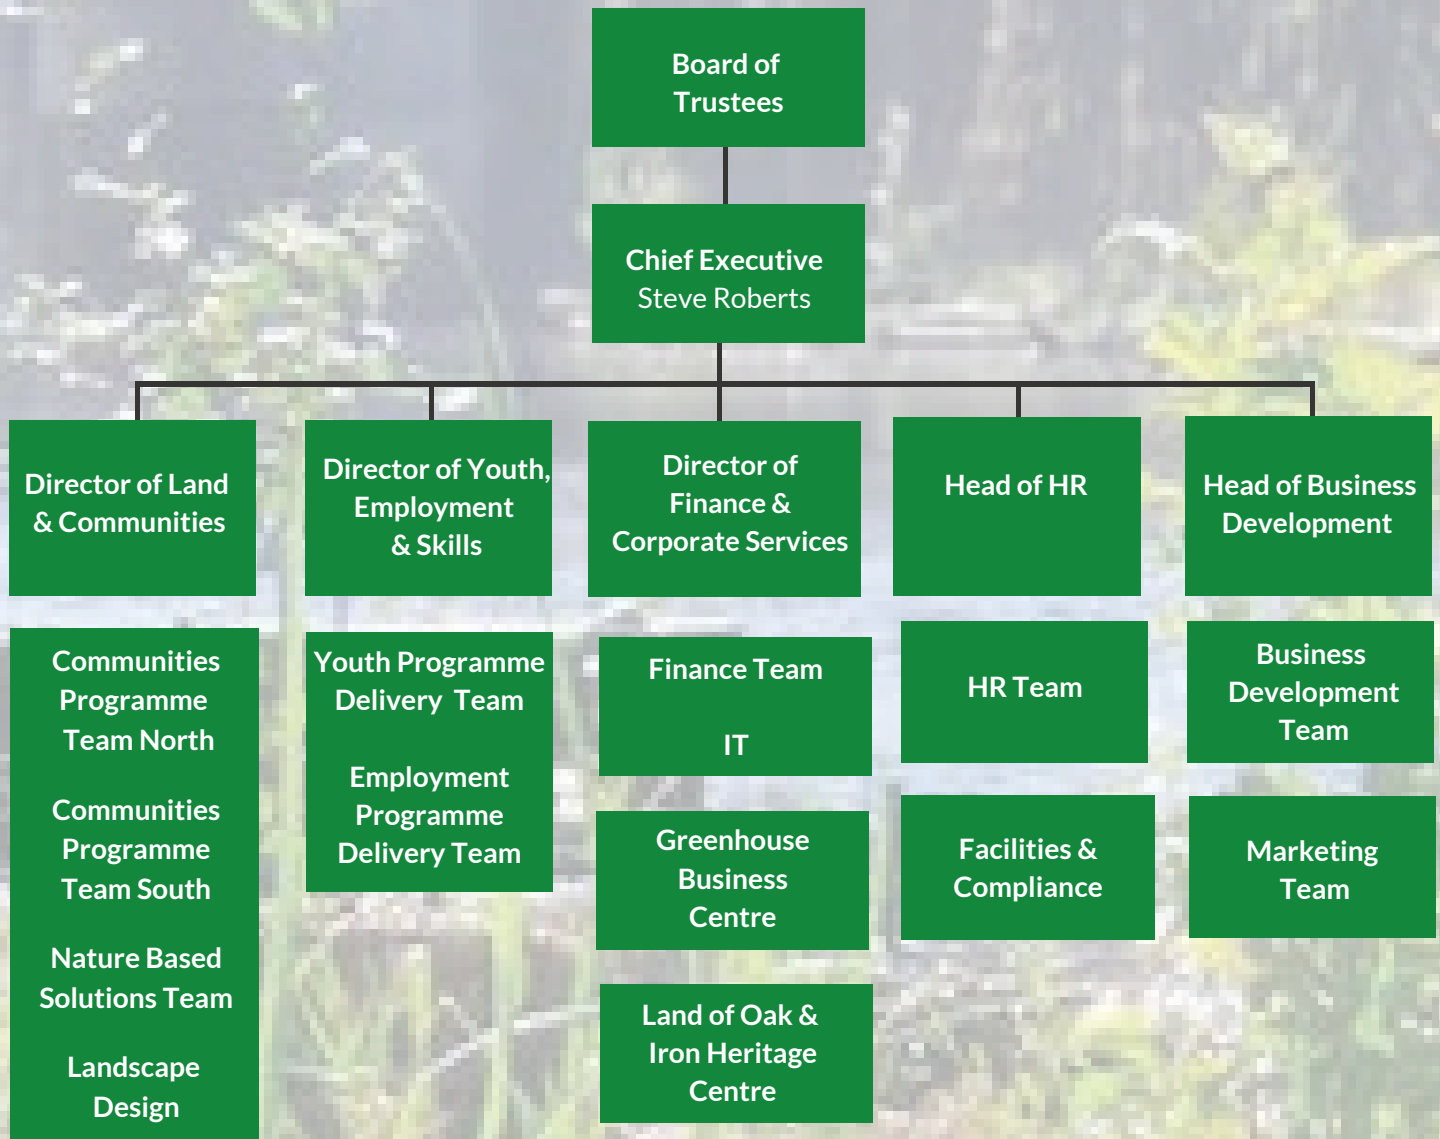 Board of
Trustees
Chief Executive
Steve Roberts
Director of Land
& Communities
Director of Youth,
Employment
& Skills
Director of
Finance &
Corporate Services
Head of HR
Head of Business
Development
Communities
Programme
Team North
Communities
Programme
Team South
Nature Based
Solutions Team
Landscape
Design
Youth Programme
Delivery Team
Employment
Programme
Delivery Team
Finance Team
IT
Greenhouse
Business
Centre
Land of Oak &
Iron Heritage
Centre
HR Team
Facilities &
Compliance
Business
Development
Team
Marketing
Team